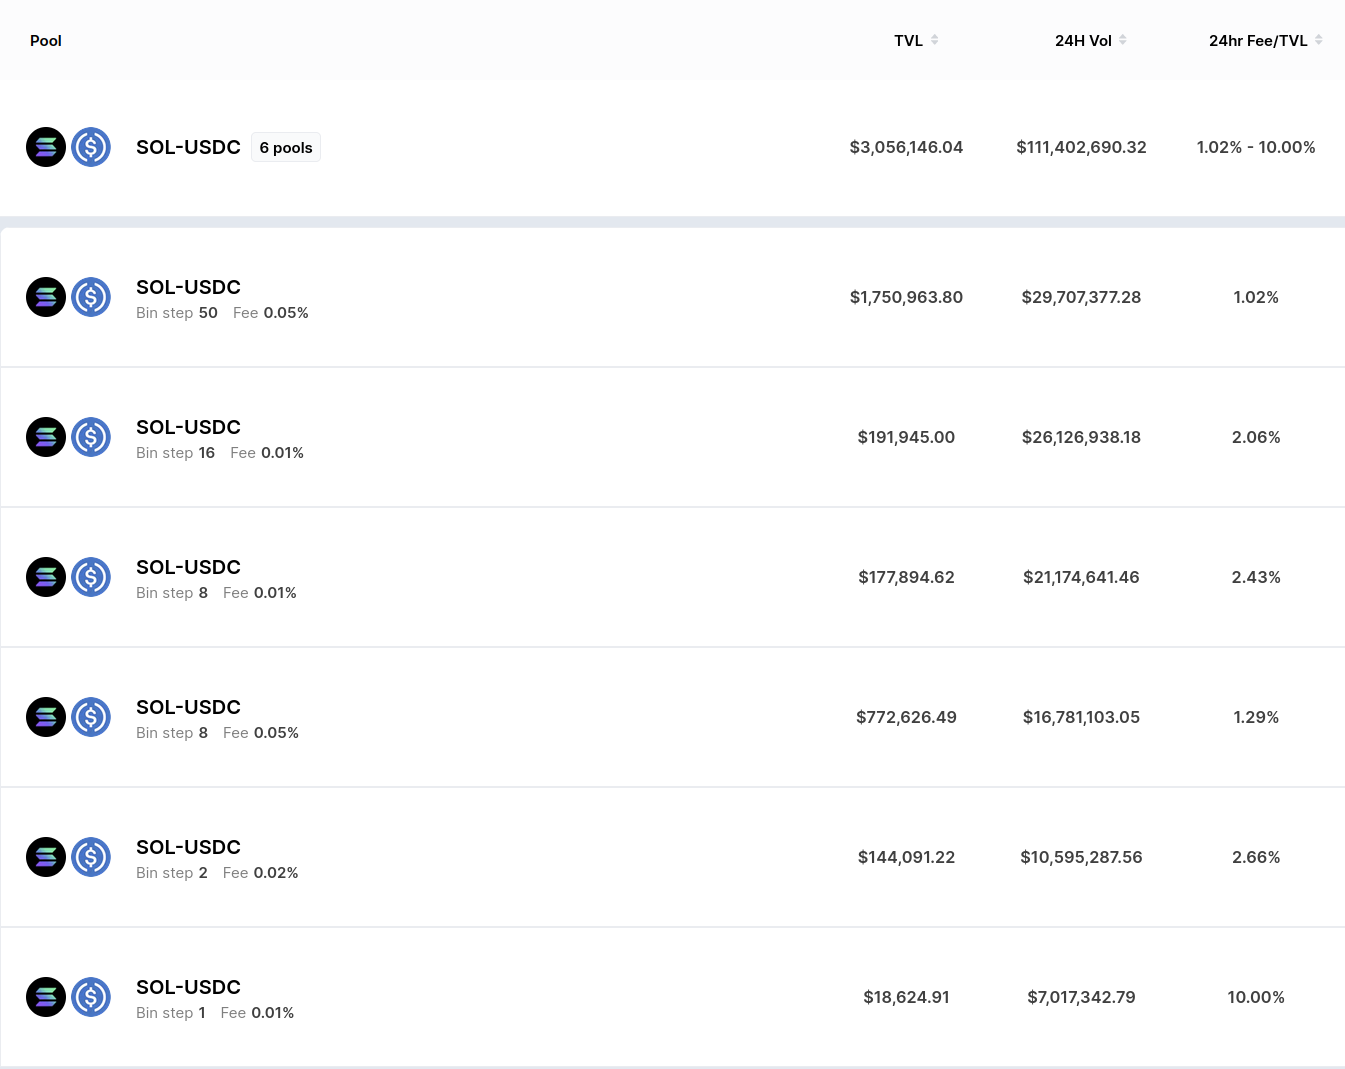 Pool TVL 24H Vol 24hr Fee/TVL
SOL-USDC 6 pools $3,056,146.04 $111,402,690.32 1.02% - 10.00%
SOL-USDC
Bin step 50 Fee 0.05% $1,750,963.80 $29,707,377.28 1.02%
SOL-USDC
Bin step 16 Fee 0.01% $191,945.00 $26,126,938.18 2.06%
SOL-USDC
Bin step 8 Fee 0.01% $177,894.62 $21,174,641.46 2.43%
SOL-USDC
Bin step 8 Fee 0.05% $772,626.49 $16,781,103.05 1.29%
SOL-USDC
Bin step 2 Fee 0.02% $144,091.22 $10,595,287.56 2.66%
SOL-USDC
Bin step 1 Fee 0.01% $18,624.91 $7,017,342.79 10.00%